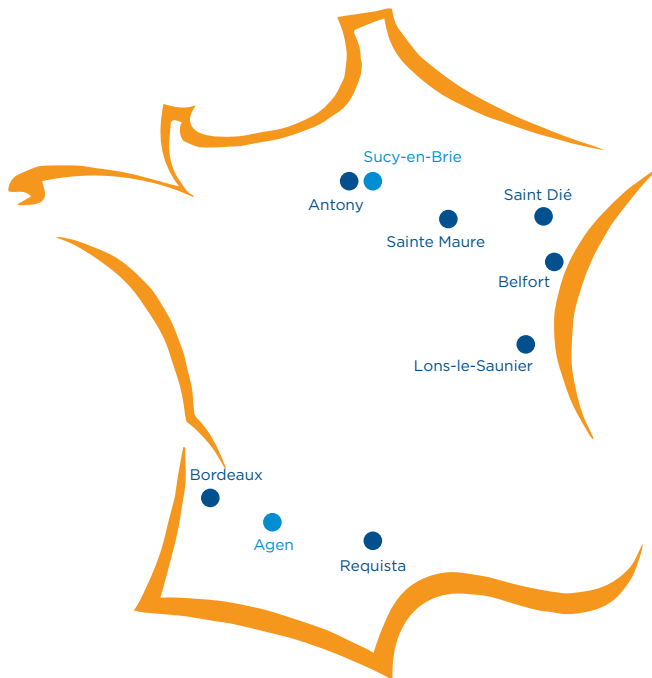 Sucy-en-Brie
Antony
Saint Dié
Sainte Maure
Belfort
Lons-le-Saunier
Bordeaux
Agen
Requista